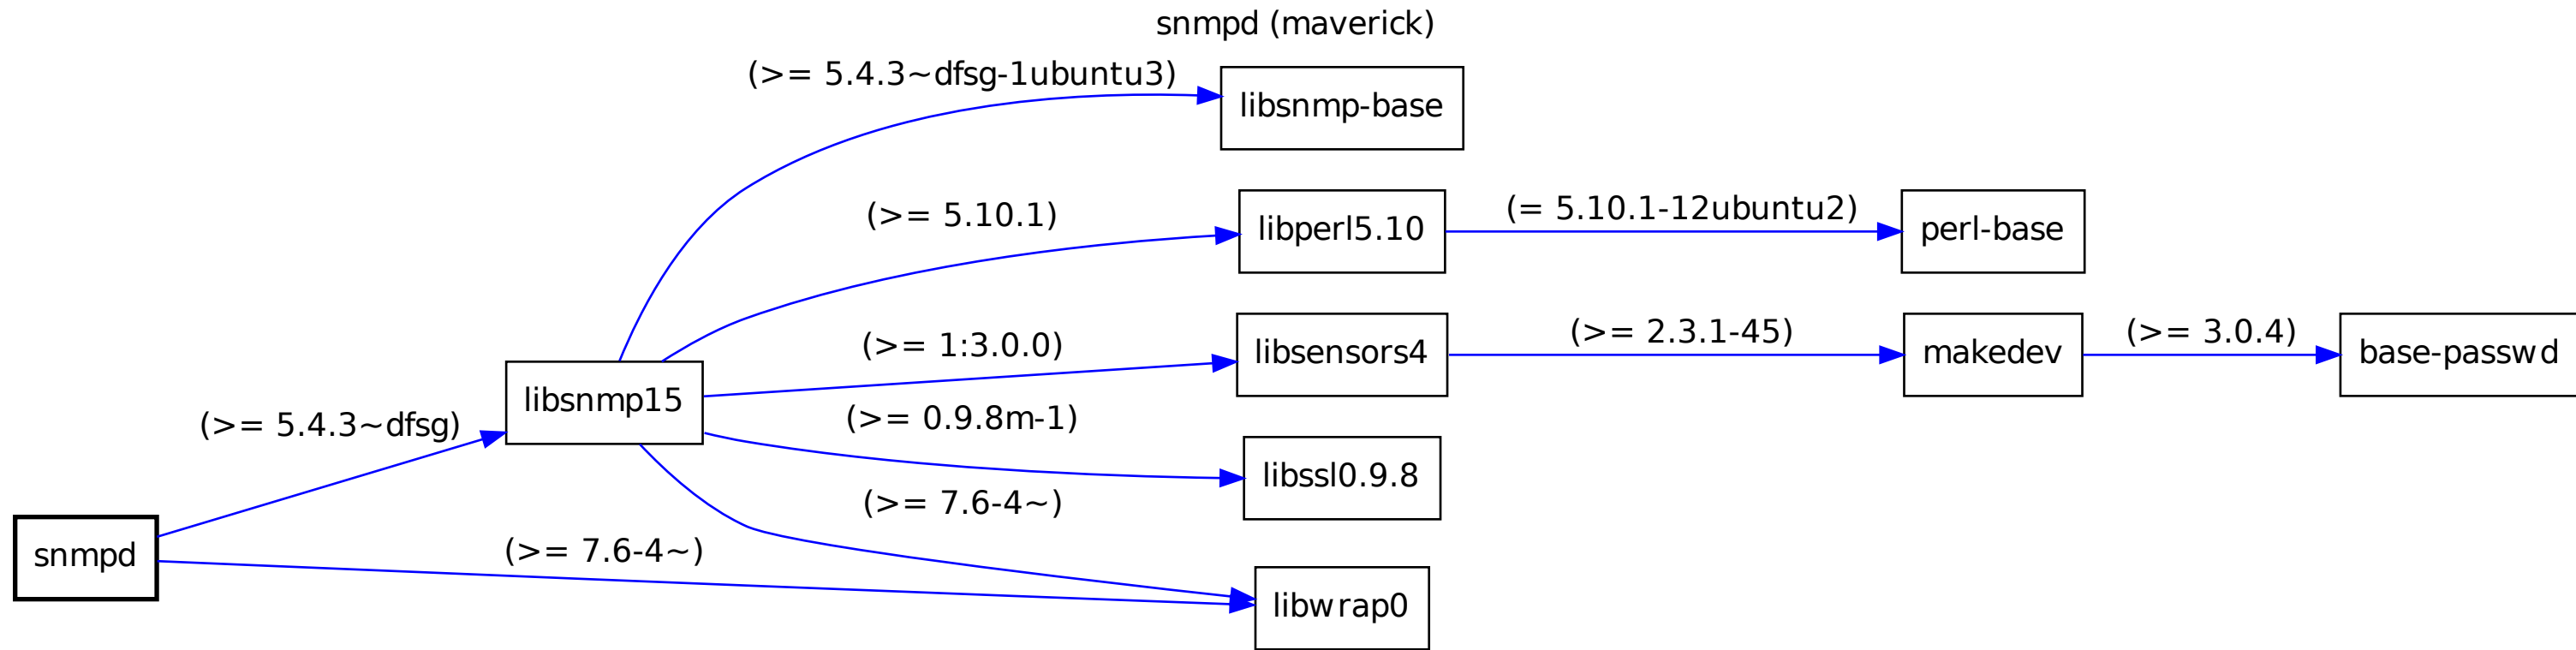 snmpd (maverick)
(>= 5.4.3~dfsg-1ubuntu3)
libsnmp-base
(>= 5.10.1)
libperl5.10
(= 5.10.1-12ubuntu2)
perl-base
(>= 1:3.0.0)
libsensors4
(>= 2.3.1-45)
makedev
(>= 3.0.4)
base-passwd
libsnmp15
(>= 5.4.3~dfsg)
(>= 0.9.8m-1)
libssl0.9.8
(>= 7.6-4~)
snmpd
(>= 7.6-4~)
libwrap0